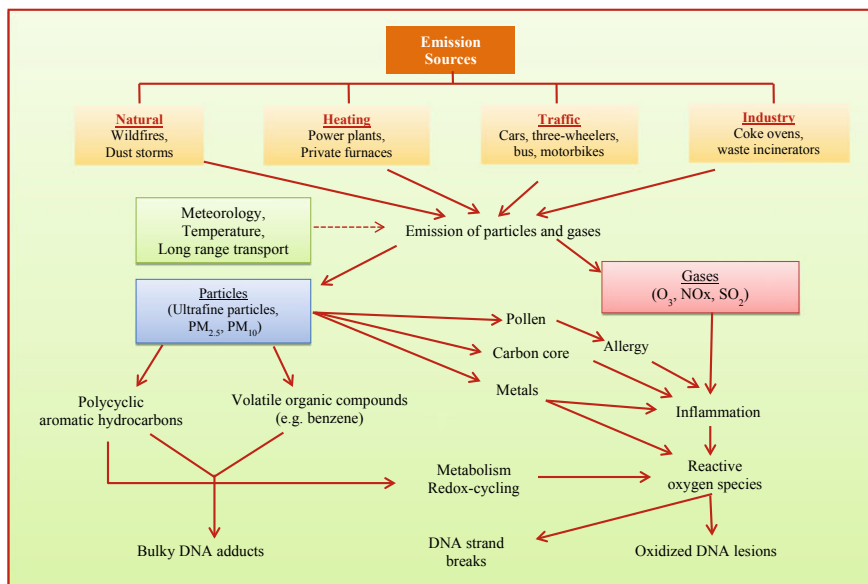 Emission
Sources
Natural
Wildfires,
Dust storms
Heating
Power plants,
Private furnaces
Traffic
Cars, three-wheelers,
bus, motorbikes
Industry
Coke ovens,
waste incinerators
Meteorology,
Temperature,
Long range transport
Emission of particles and gases
Particles
(Ultrafine particles,
PM2.5, PM10)
Gases
(O3, NOx, SO2)
Pollen
Allergy
Carbon core
Metals
Inflammation
Polycyclic
aromatic hydrocarbons
Volatile organic compounds
(e.g. benzene)
Metabolism
Redox-cycling
Reactive
oxygen species
Bulky DNA adducts
DNA strand
breaks
Oxidized DNA lesions